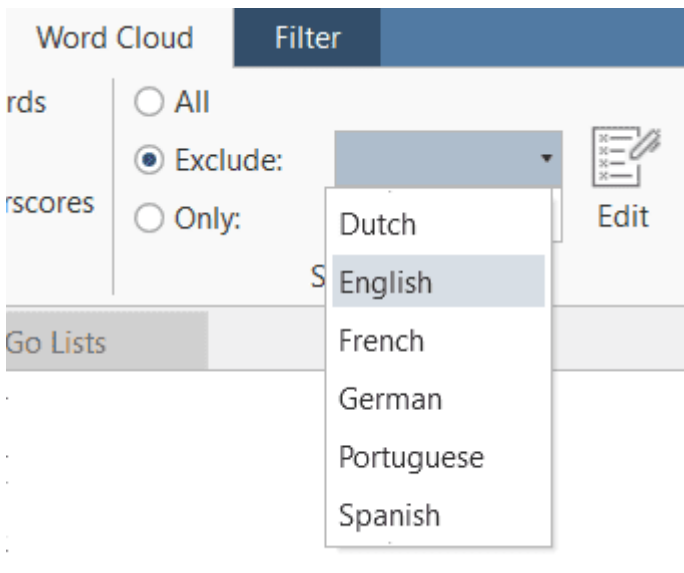 Word Cloud Filter
rds All
Exclude:
rscores Only: Edit
S
Go Lists
Dutch
English
French
German
Portuguese
Spanish